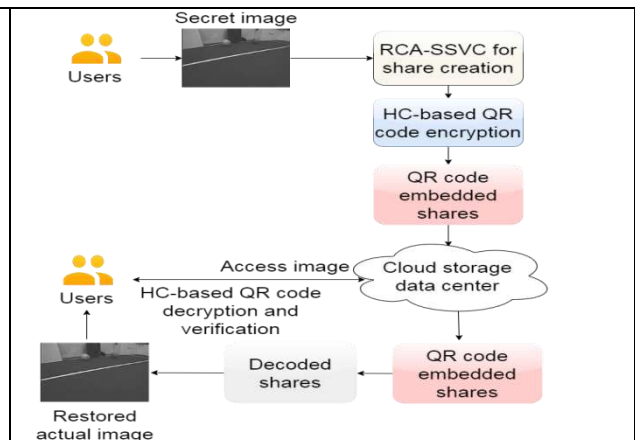 Secret image
Users
RCA-SSVC for
share creation
HC-based QR
code encryption
QR code
embedded
shares
Access image
Cloud storage
data center
Users
HC-based QR code
decryption and
verification
Decoded
shares
QR code
embedded
shares
Restored
actual image